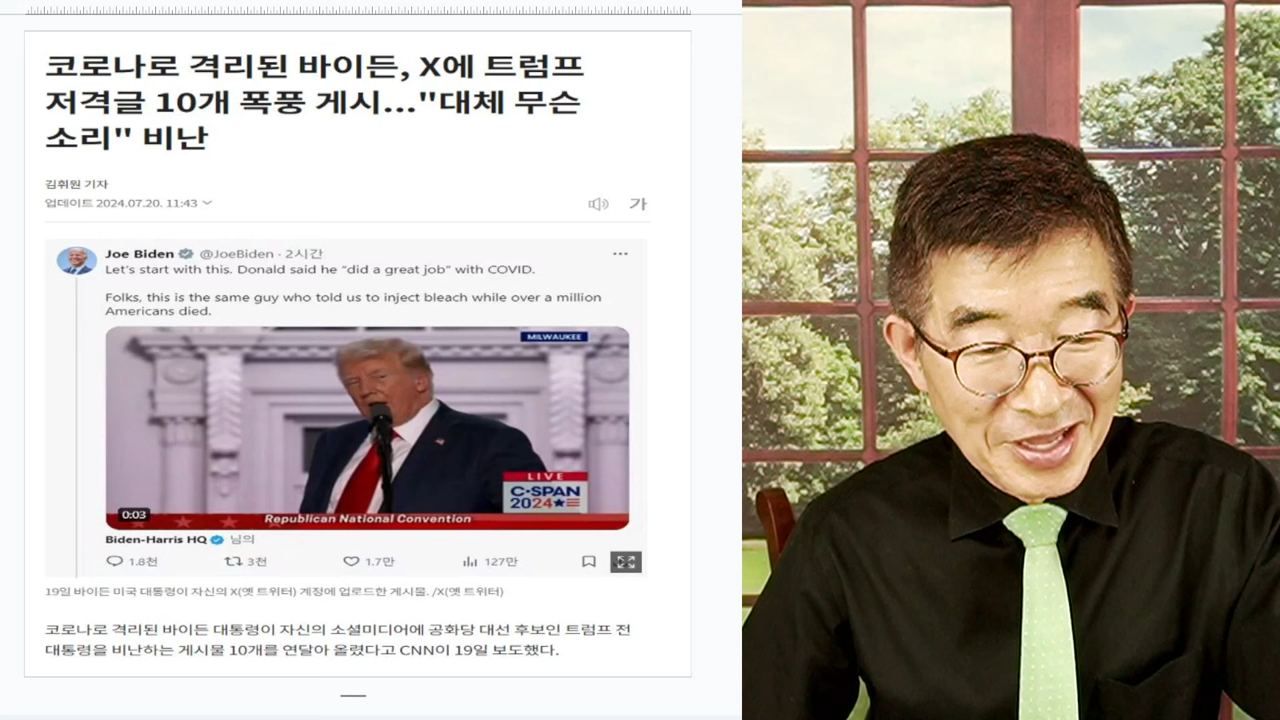 코로나로 격리된 바이든, X에 트럼프
저격글 10개 폭풍 게시..."대체 무슨
소리" 비난
김휘원 기자
업데이트 2024.07.20. 11:43
가
Joe Biden @JoeBiden · 2시간
Let's start with this. Donald said he "did a great job" with COVID.
Folks, this is the same guy who told us to inject bleach while over a million
Americans died.
MILWAUKEE
LIVE
C-SPAN
2024
0:03
Republican National Convention
Biden-Harris HQ 님의
1.8천 3천 1.7만 127만
19일 바이든 미국 대통령이 자신의 X(옛 트위터) 계정에 업로드한 게시물. /X(옛 트위터)
코로나로 격리된 바이든 대통령이 자신의 소셜미디어에 공화당 대선 후보인 트럼프 전
대통령을 비난하는 게시물 10개를 연달아 올렸다고 CNN이 19일 보도했다.